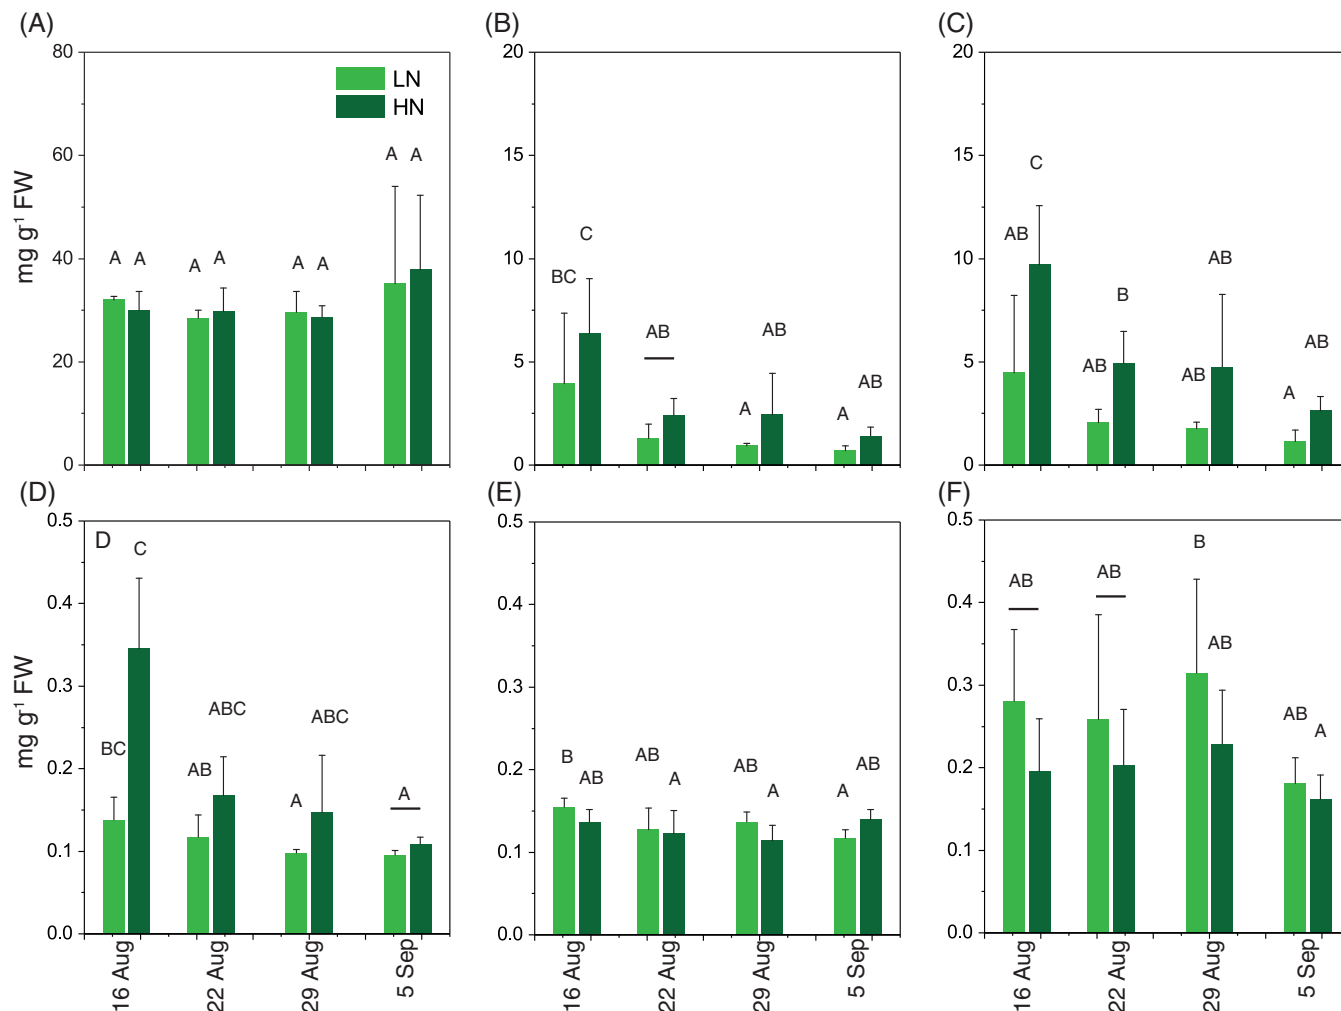 (A)
(B)
(C)
80
60
40
20
0
mg g⁻¹ FW
LN
HN
A A A A A A A A
20
15
10
5
0
BC C AB A AB A AB
20
15
10
5
0
AB C AB B AB AB A AB
(D)
(E)
(F)
0.5
0.4
0.3
0.2
0.1
0.0
mg g⁻¹ FW
D
BC C AB ABC A ABC A
16 Aug
22 Aug
29 Aug
5 Sep
0.5
0.4
0.3
0.2
0.1
0.0
B AB AB A AB A A AB
16 Aug
22 Aug
29 Aug
5 Sep
0.5
0.4
0.3
0.2
0.1
0.0
AB AB B AB AB A
16 Aug
22 Aug
29 Aug
5 Sep